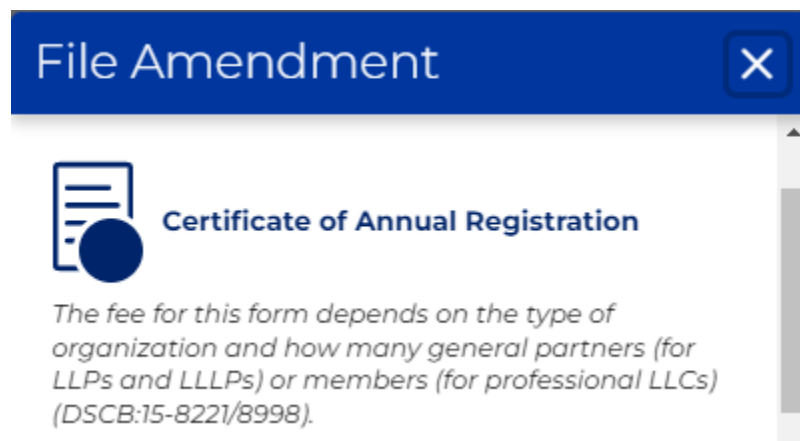 File Amendment
Certificate of Annual Registration
The fee for this form depends on the type of
organization and how many general partners (for
LLPs and LLLPs) or members (for professional LLCs)
(DSCB:15-8221/8998).